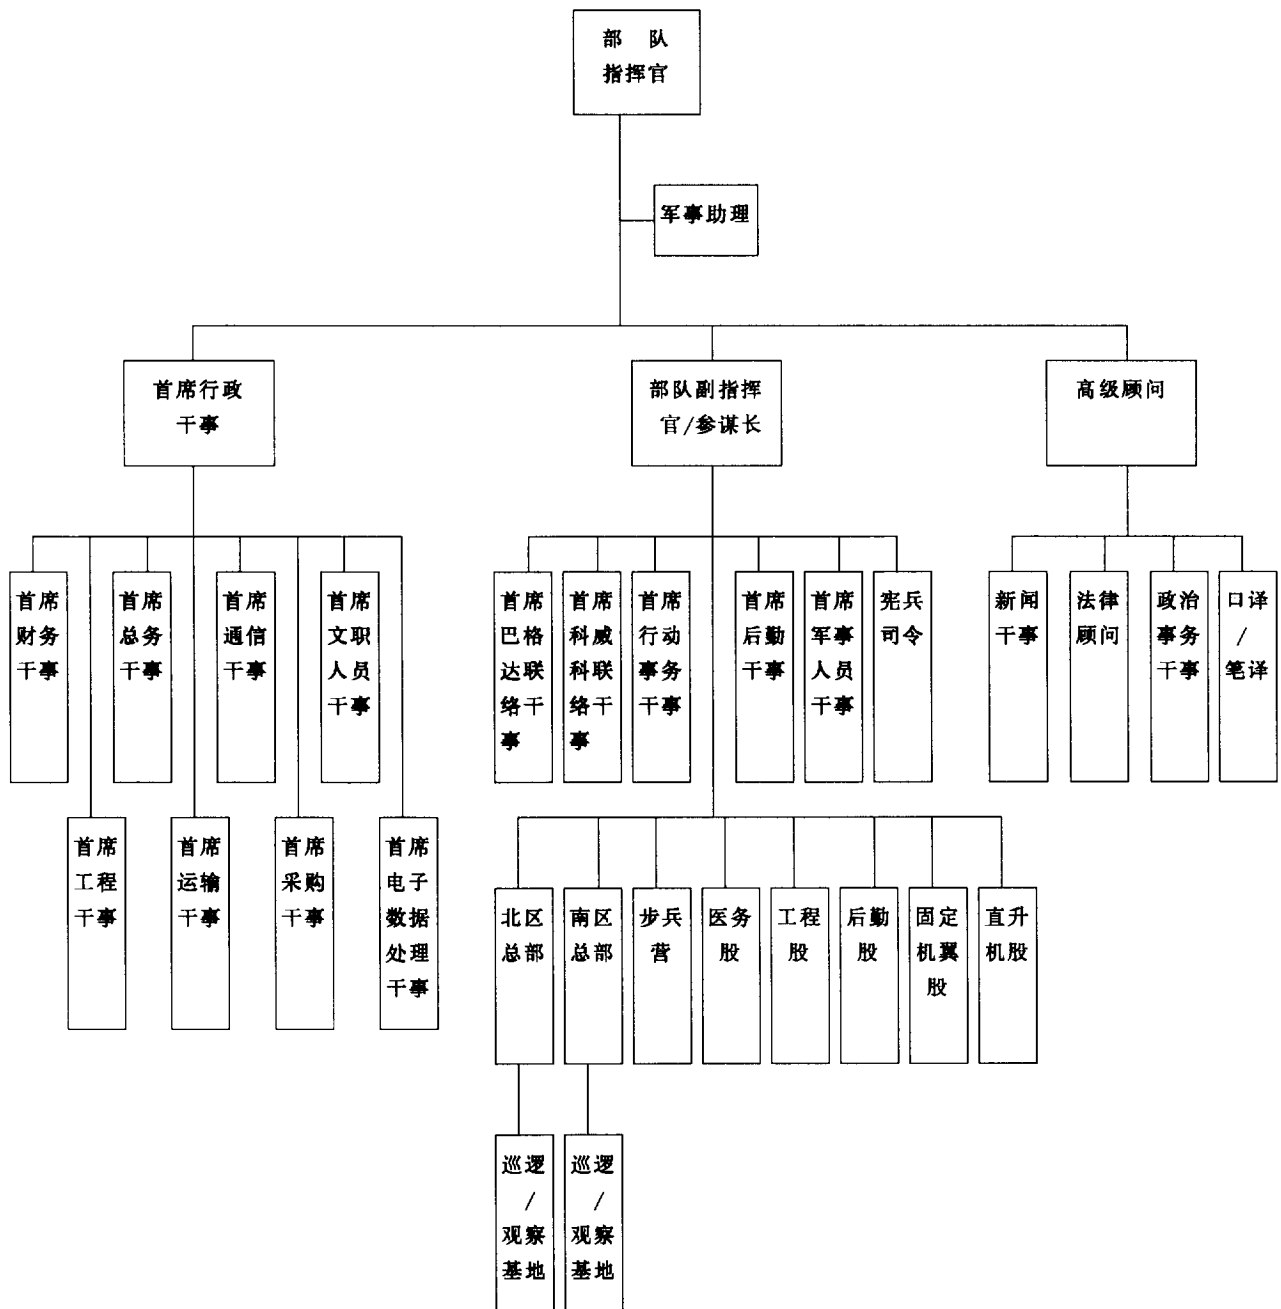 部 队
指挥官
军事助理
首席行政
干事
部队副指挥
官/参谋长
高级顾问
首席
财务
干事
首席
总务
干事
首席
通信
干事
首席
文职
人员
干事
首席
巴格
达联
络干
事
首席
科威
科联
络干
事
首席
行动
事务
干事
首席
后勤
干事
首席
军事
人员
干事
宪兵
司令
新闻
干事
法律
顾问
政治
事务
干事
口译
/
笔译
首席
工程
干事
首席
运输
干事
首席
采购
干事
首席
电子
数据
处理
干事
北区
总部
南区
总部
步兵
营
医务
股
工程
股
后勤
股
固定
机翼
股
直升
机股
巡逻
/
观察
基地
巡逻
/
观察
基地